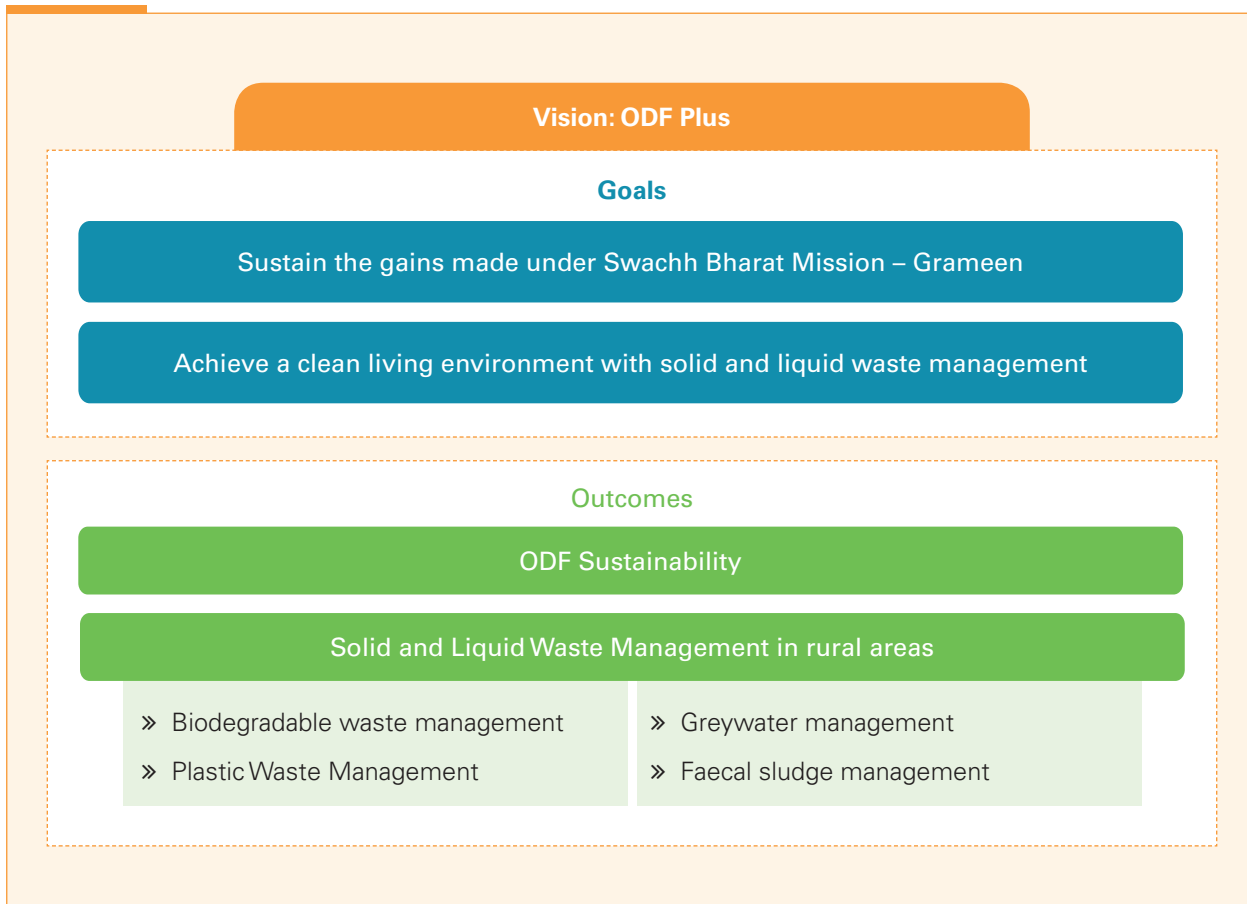 Vision: ODF Plus
Goals
Sustain the gains made under Swachh Bharat Mission – Grameen
Achieve a clean living environment with solid and liquid waste management
Outcomes
ODF Sustainability
Solid and Liquid Waste Management in rural areas
» Biodegradable waste management
» Plastic Waste Management
» Greywater management
» Faecal sludge management